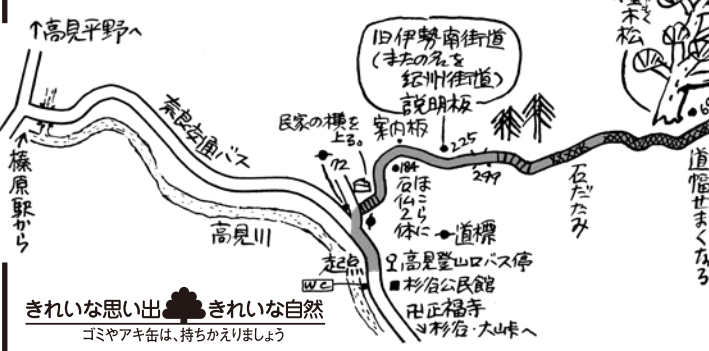 ↑高見平野へ
旧伊勢南街道
(またの名を
紀州街道)
説明板
民家の横を
上る。
案内板
奈良交通バス
72
225
184
299
ほこら
石仏2体に
石だたみ
道幅せまくなる
木松
↑榛原駅から
高見川
道標
起点
WC
高見登山口バス停
杉谷公民館
卍正福寺
杉谷・大峠へ
きれいな思い出 きれいな自然
ゴミやアキ缶は、持ちかえりましょう